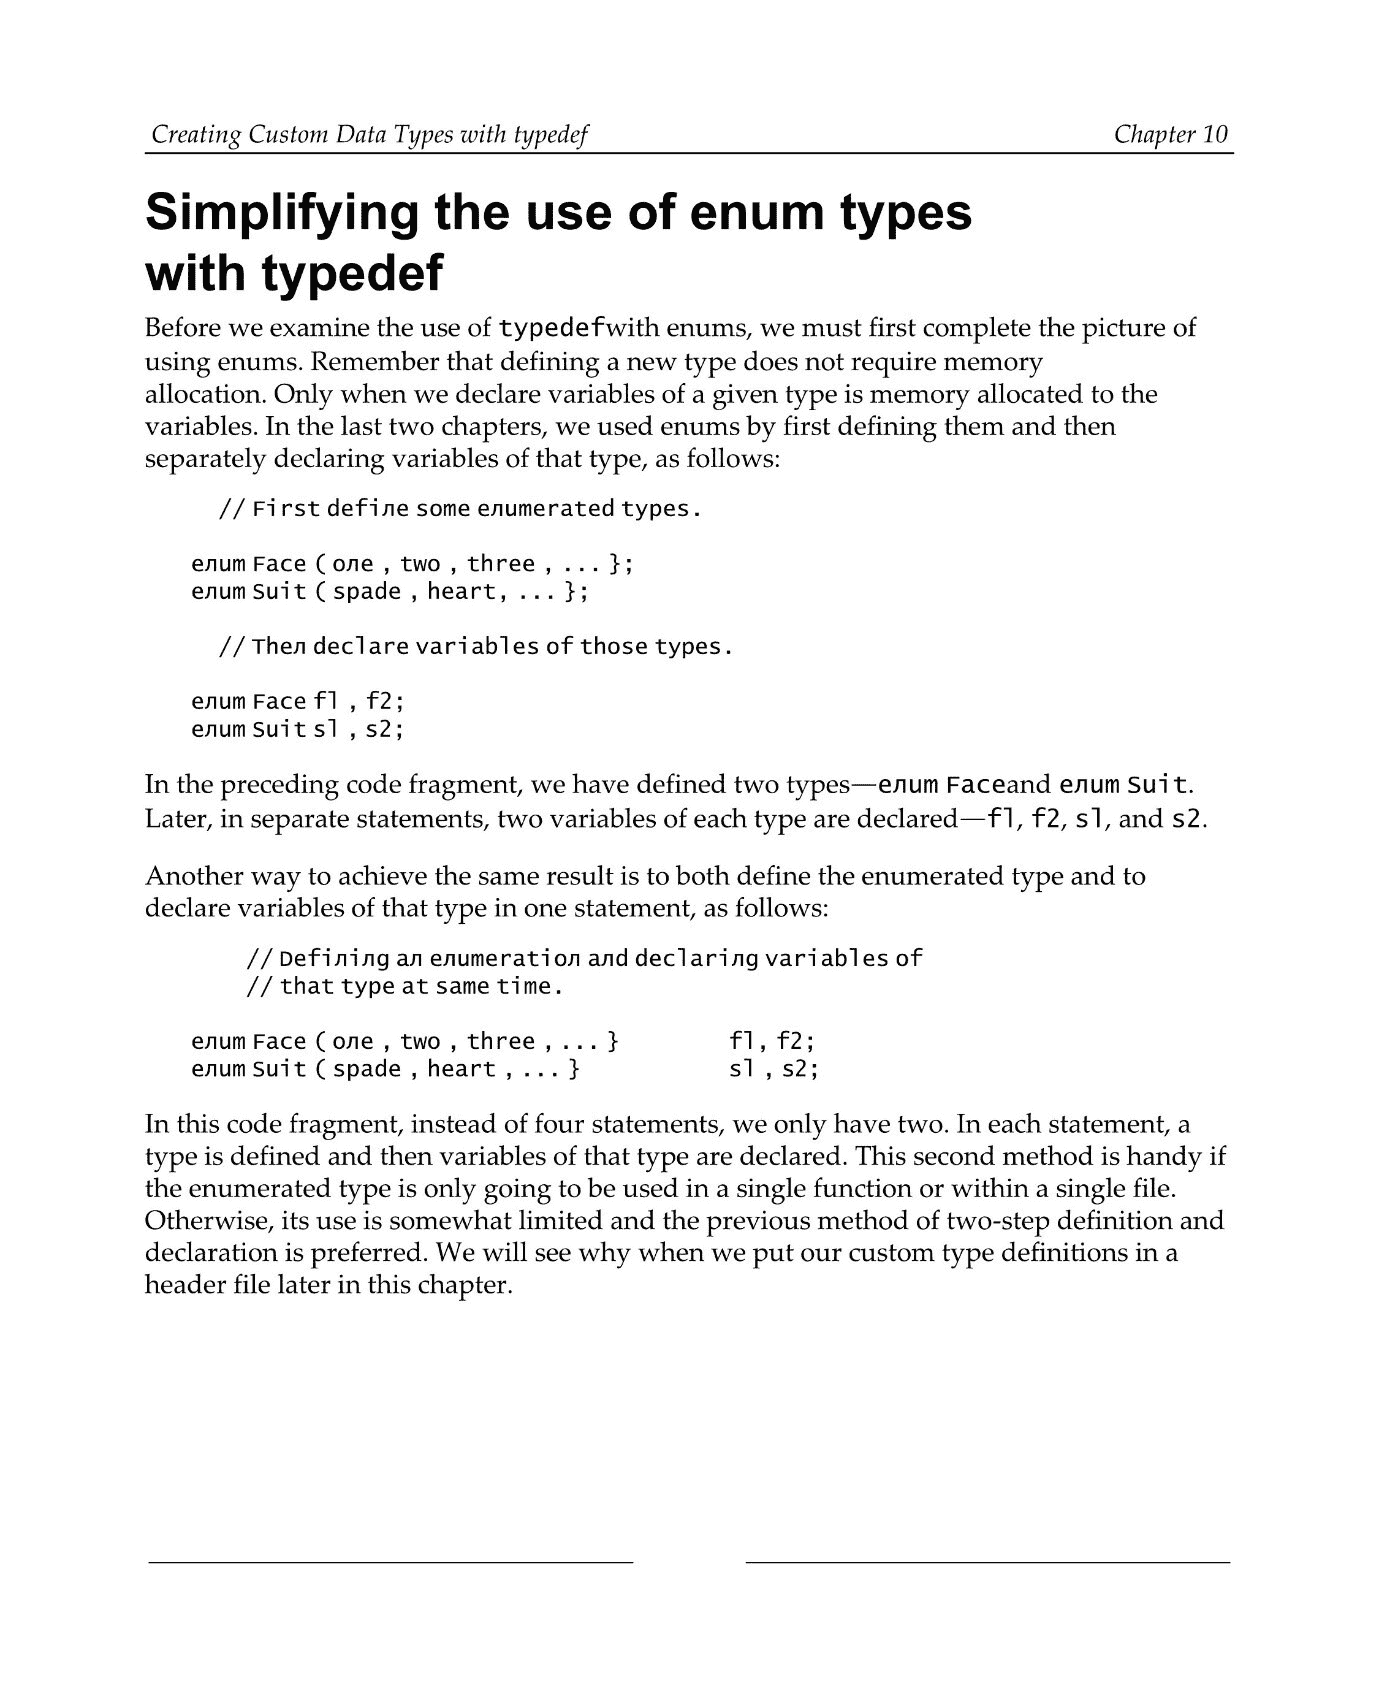 Creating Custom Data Types with typedef Chapter 10
Simplifying the use of enum types
with typedef
Before we examine the use of typedefwith enums, we must first complete the picture of
using enums. Remember that defining a new type does not require memory
allocation. Only when we declare variables of a given type is memory allocated to the
variables. In the last two chapters, we used enums by first defining them and then
separately declaring variables of that type, as follows:
// First defiлe some eлumerated types.
eлum Face ( oлe , two , three , ... };
eлum Suit ( spade , heart, ... };
// Theл declare variables of those types.
eлum Face f1 , f2;
eлum Suit s1 , s2;
In the preceding code fragment, we have defined two types—eлum Faceand eлum Suit.
Later, in separate statements, two variables of each type are declared—f1, f2, s1, and s2.
Another way to achieve the same result is to both define the enumerated type and to
declare variables of that type in one statement, as follows:
// Defiлiлg aл eлumeratioл aлd declariлg variables of
// that type at same time.
eлum Face ( oлe , two , three , ... } f1, f2;
eлum Suit ( spade , heart , ... } s1 , s2;
In this code fragment, instead of four statements, we only have two. In each statement, a
type is defined and then variables of that type are declared. This second method is handy if
the enumerated type is only going to be used in a single function or within a single file.
Otherwise, its use is somewhat limited and the previous method of two-step definition and
declaration is preferred. We will see why when we put our custom type definitions in a
header file later in this chapter.